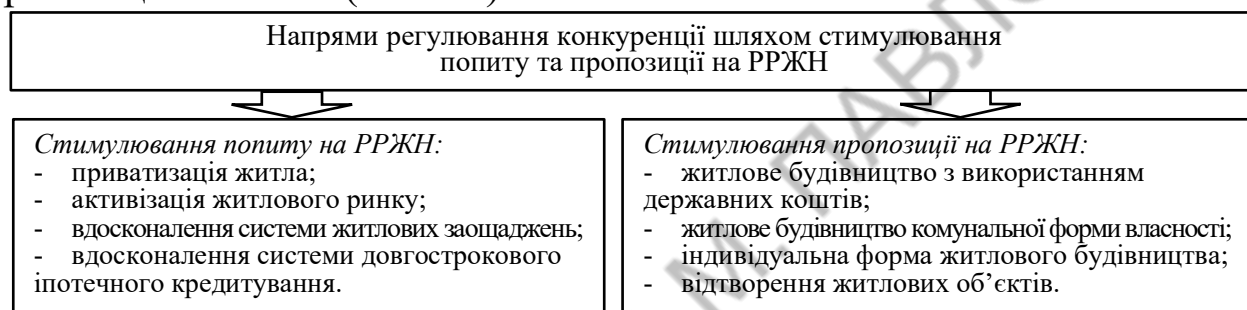 Напрями регулювання конкуренції шляхом стимулювання
попиту та пропозиції на РРЖН
Стимулювання попиту на РРЖН:
- приватизація житла;
- активізація житлового ринку;
- вдосконалення системи житлових заощаджень;
- вдосконалення системи довгострокового
іпотечного кредитування.
Стимулювання пропозиції на РРЖН:
- житлове будівництво з використанням
державних коштів;
- житлове будівництво комунальної форми власності;
- індивідуальна форма житлового будівництва;
- відтворення житлових об’єктів.
М. ПАВЛ